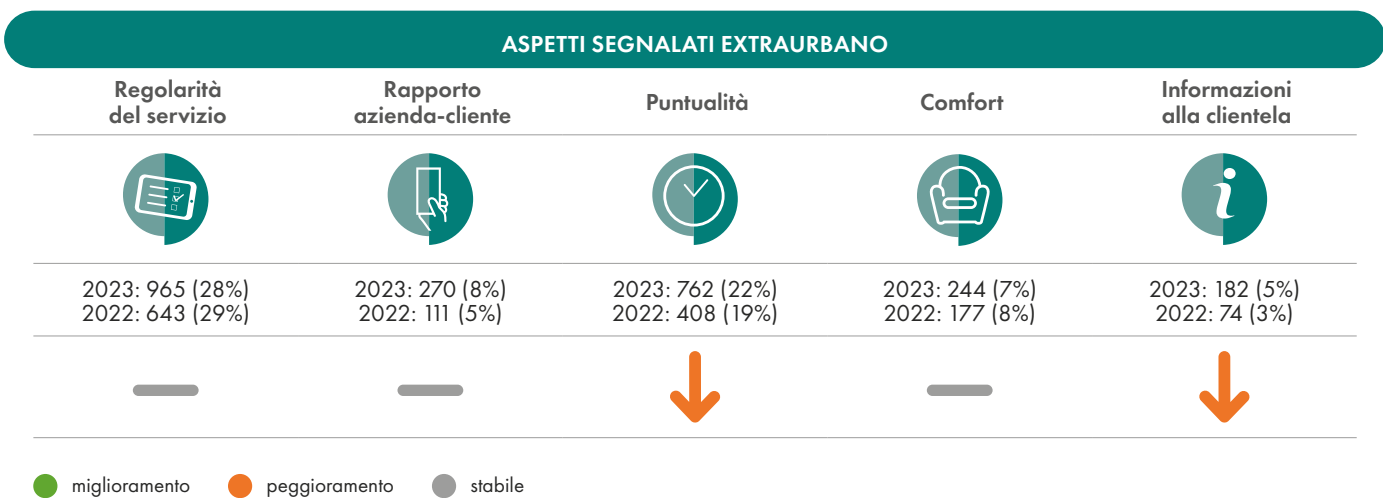 ASPETTI SEGNALATI EXTRAURBANO
Regolarità
del servizio
Rapporto
azienda-cliente
Puntualità
Comfort
Informazioni
alla clientela
2023: 965 (28%)
2022: 643 (29%)
2023: 270 (8%)
2022: 111 (5%)
2023: 762 (22%)
2022: 408 (19%)
2023: 244 (7%)
2022: 177 (8%)
2023: 182 (5%)
2022: 74 (3%)
miglioramento
peggioramento
stabile